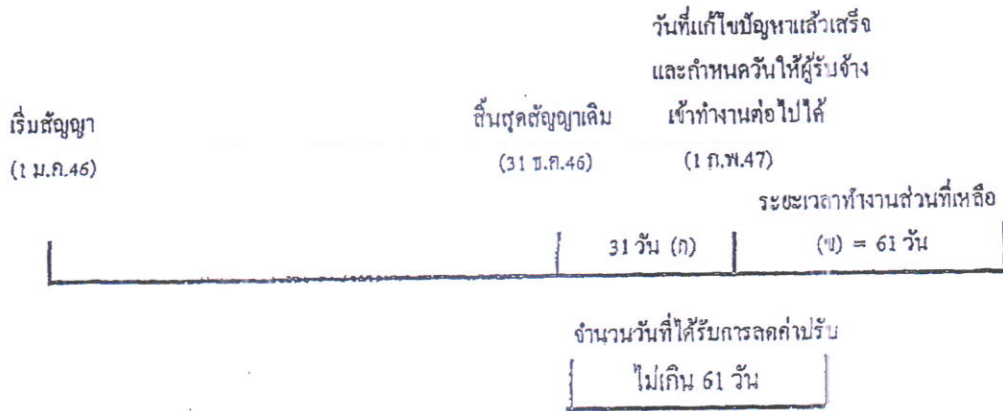 วันที่แก้ไขปัญหาแล้วเสร็จ
และกำหนดวันให้ผู้รับจ้าง
เริ่มสัญญา
สิ้นสุดสัญญาเดิม
เข้าทำงานต่อไปได้
(1 ม.ค.46)
(31 ธ.ค.46)
(1 ก.พ.47)
ระยะเวลาทำงานส่วนที่เหลือ
31 วัน (ก)
(ข) = 61 วัน
จำนวนวันที่ได้รับการลดค่าปรับ
ไม่เกิน 61 วัน